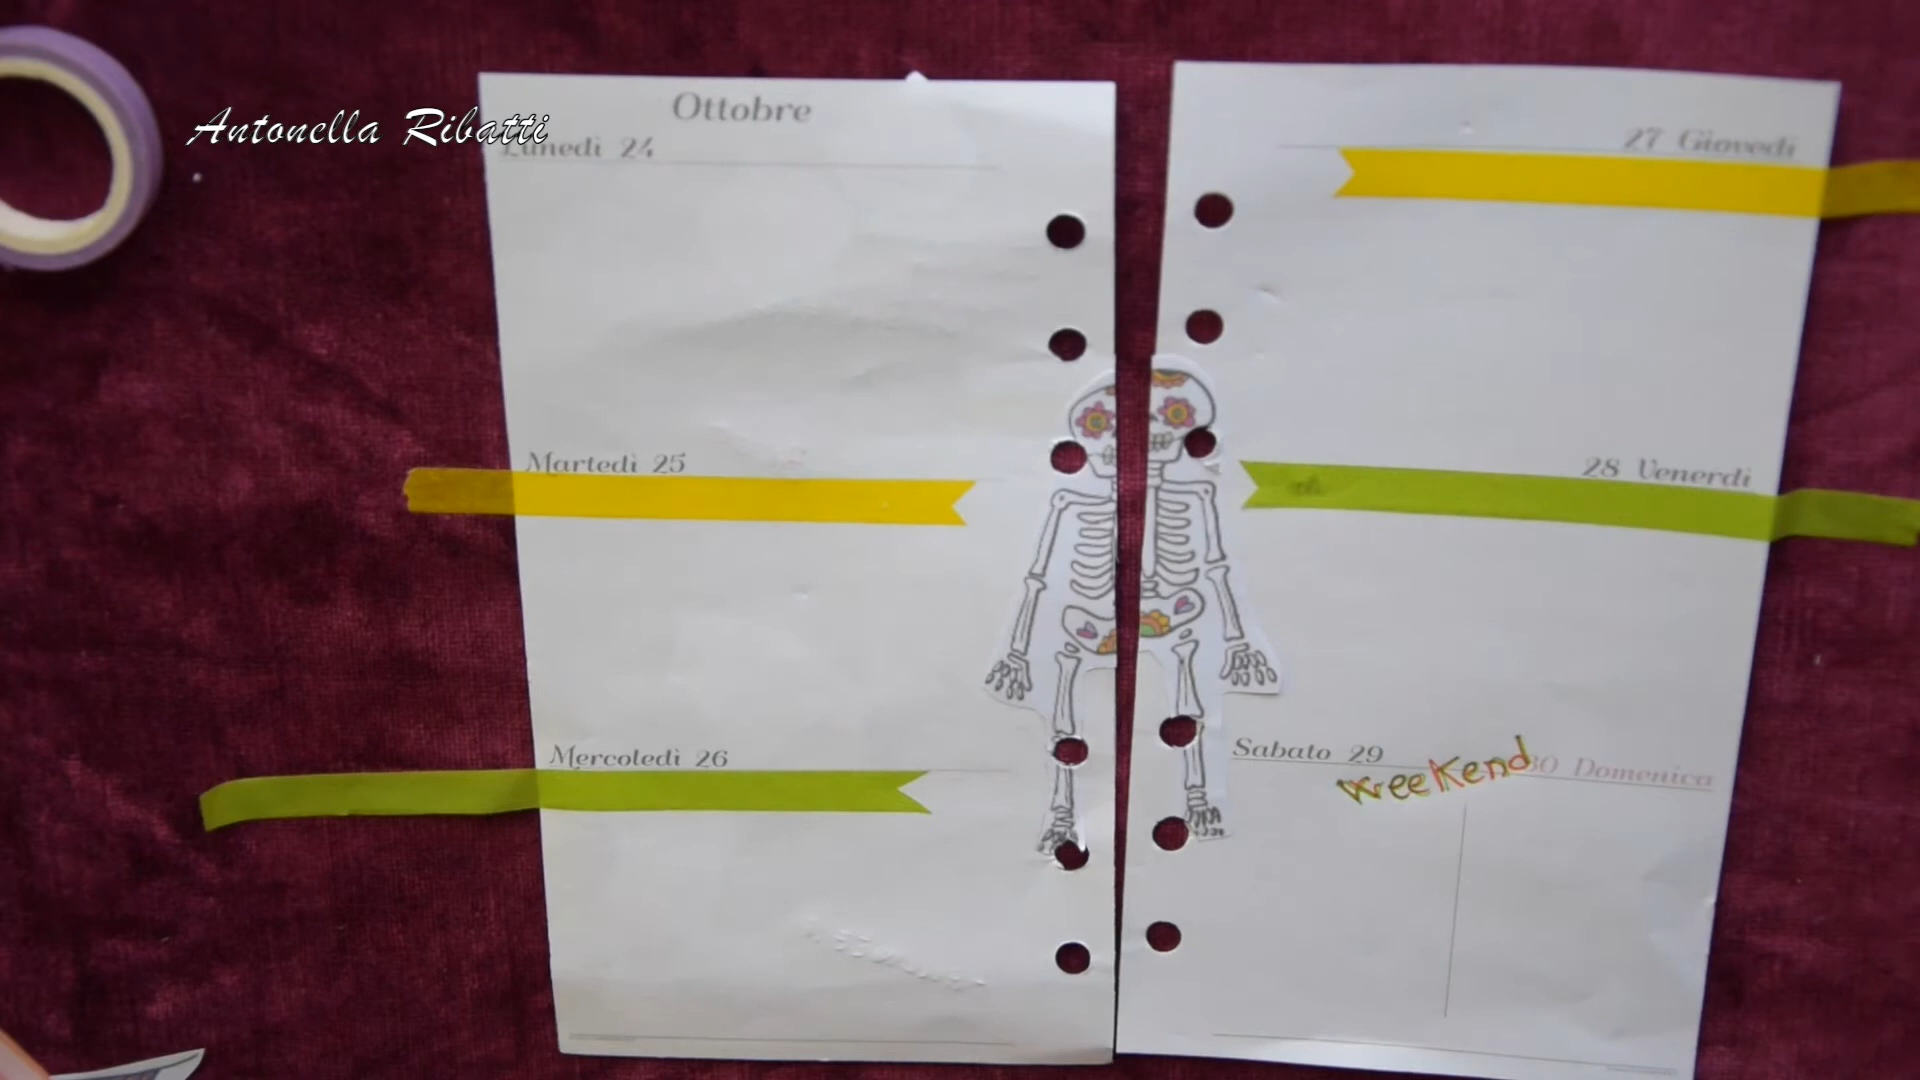 Antonella Ribatti
Ottobre
Lunedì 24
Martedì 25
Mercoledì 26
27 Giovedì
28 Venerdì
Sabato 29
weekend
30 Domenica